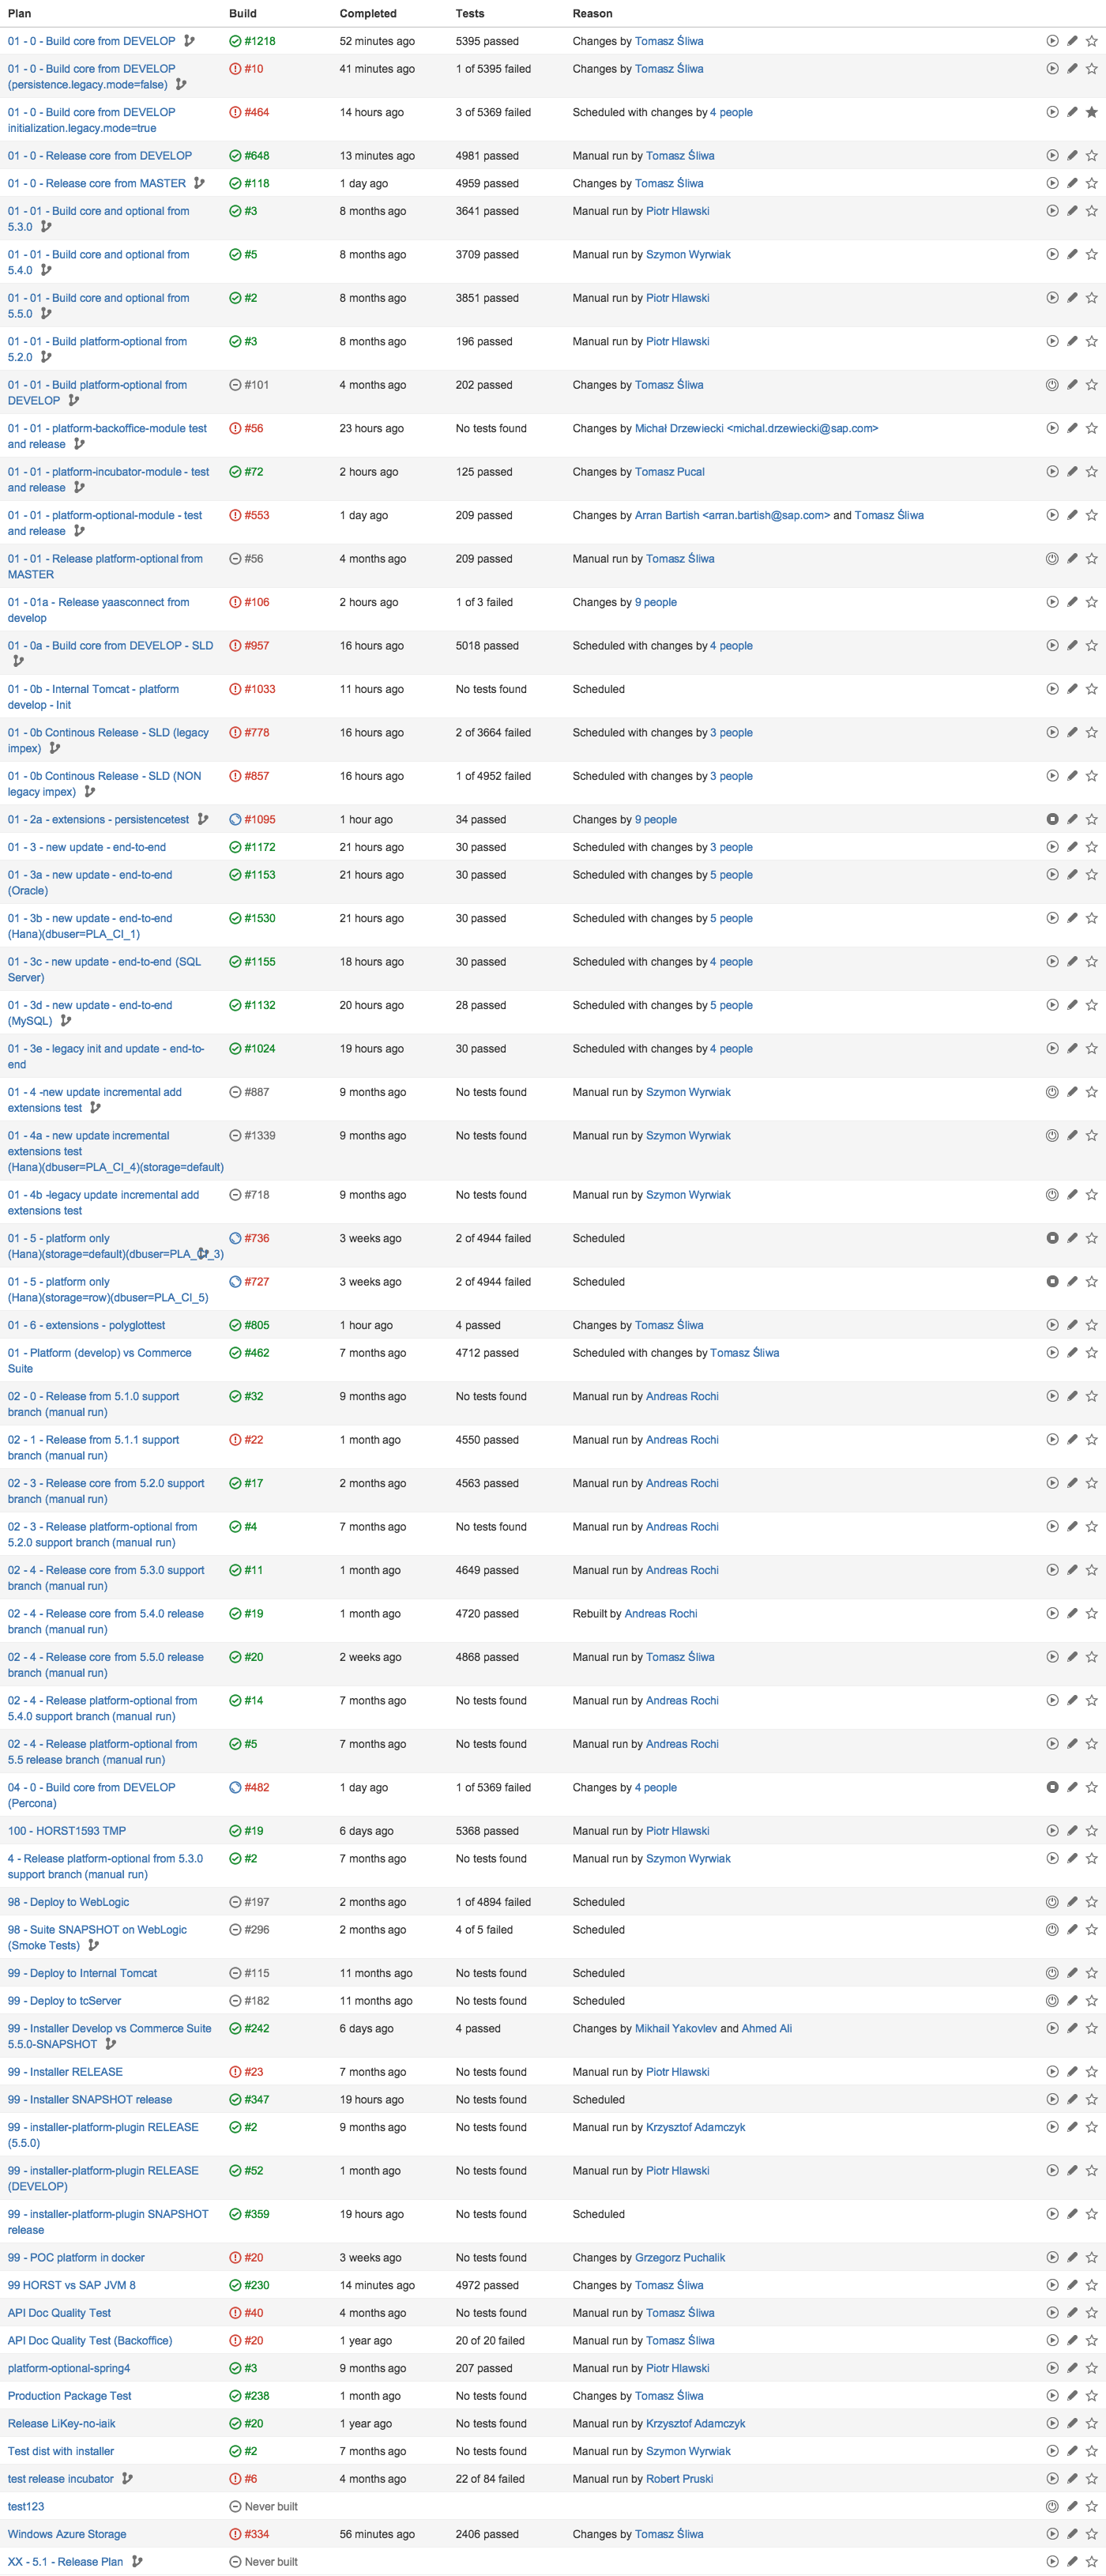 Plan Build Completed Tests Reason
01 - 0 - Build core from DEVELOP #1218 52 minutes ago 5395 passed Changes by Tomasz Śliwa
01 - 0 - Build core from DEVELOP #10 41 minutes ago 1 of 5395 failed Changes by Tomasz Śliwa
(persistence.legacy.mode=false)
01 - 0 - Build core from DEVELOP #464 14 hours ago 3 of 5369 failed Scheduled with changes by 4 people
initialization.legacy.mode=true
01 - 0 - Release core from DEVELOP #648 13 minutes ago 4981 passed Manual run by Tomasz Śliwa
01 - 0 - Release core from MASTER #118 1 day ago 4959 passed Changes by Tomasz Śliwa
01 - 01 - Build core and optional from #3 8 months ago 3641 passed Manual run by Piotr Hlawski
5.3.0
01 - 01 - Build core and optional from #5 8 months ago 3709 passed Manual run by Szymon Wyrwiak
5.4.0
01 - 01 - Build core and optional from #2 8 months ago 3851 passed Manual run by Piotr Hlawski
5.5.0
01 - 01 - Build platform-optional from #3 8 months ago 196 passed Manual run by Piotr Hlawski
5.2.0
01 - 01 - Build platform-optional from #101 4 months ago 202 passed Changes by Tomasz Śliwa
DEVELOP
01 - 01 - platform-backoffice-module test #56 23 hours ago No tests found Changes by Michał Drzewiecki <michal.drzewiecki@sap.com>
and release
01 - 01 - platform-incubator-module - test #72 2 hours ago 125 passed Changes by Tomasz Pucal
and release
01 - 01 - platform-optional-module - test #553 1 day ago 209 passed Changes by Arran Bartish <arran.bartish@sap.com> and Tomasz Śliwa
and release
01 - 01 - Release platform-optional from #56 4 months ago 209 passed Manual run by Tomasz Śliwa
MASTER
01 - 01a - Release yaasconnect from #106 2 hours ago 1 of 3 failed Changes by 9 people
develop
01 - 0a - Build core from DEVELOP - SLD #957 16 hours ago 5018 passed Scheduled with changes by 4 people
01 - 0b - Internal Tomcat - platform #1033 11 hours ago No tests found Scheduled
develop - Init
01 - 0b Continous Release - SLD (legacy #778 16 hours ago 2 of 3664 failed Scheduled with changes by 3 people
impex)
01 - 0b Continous Release - SLD (NON #857 16 hours ago 1 of 4952 failed Scheduled with changes by 3 people
legacy impex)
01 - 2a - extensions - persistencetest #1095 1 hour ago 34 passed Changes by 9 people
01 - 3 - new update - end-to-end #1172 21 hours ago 30 passed Scheduled with changes by 3 people
01 - 3a - new update - end-to-end #1153 21 hours ago 30 passed Scheduled with changes by 5 people
(Oracle)
01 - 3b - new update - end-to-end #1530 21 hours ago 30 passed Scheduled with changes by 5 people
(Hana)(dbuser=PLA_CI_1)
01 - 3c - new update - end-to-end (SQL #1155 18 hours ago 30 passed Scheduled with changes by 4 people
Server)
01 - 3d - new update - end-to-end #1132 20 hours ago 28 passed Scheduled with changes by 5 people
(MySQL)
01 - 3e - legacy init and update - end-to- #1024 19 hours ago 30 passed Scheduled with changes by 4 people
end
01 - 4 -new update incremental add #887 9 months ago No tests found Manual run by Szymon Wyrwiak
extensions test
01 - 4a - new update incremental #1339 9 months ago No tests found Manual run by Szymon Wyrwiak
extensions test
(Hana)(dbuser=PLA_CI_4)(storage=default)
01 - 4b -legacy update incremental add #718 9 months ago No tests found Manual run by Szymon Wyrwiak
extensions test
01 - 5 - platform only #736 3 weeks ago 2 of 4944 failed Scheduled
(Hana)(storage=default)(dbuser=PLA_CI_3)
01 - 5 - platform only #727 3 weeks ago 2 of 4944 failed Scheduled
(Hana)(storage=row)(dbuser=PLA_CI_5)
01 - 6 - extensions - polyglottest #805 1 hour ago 4 passed Changes by Tomasz Śliwa
01 - Platform (develop) vs Commerce #462 7 months ago 4712 passed Scheduled with changes by Tomasz Śliwa
Suite
02 - 0 - Release from 5.1.0 support #32 9 months ago No tests found Manual run by Andreas Rochi
branch (manual run)
02 - 1 - Release from 5.1.1 support #22 1 month ago 4550 passed Manual run by Andreas Rochi
branch (manual run)
02 - 3 - Release core from 5.2.0 support #17 2 months ago 4563 passed Manual run by Andreas Rochi
branch (manual run)
02 - 3 - Release platform-optional from #4 7 months ago No tests found Manual run by Andreas Rochi
5.2.0 support branch (manual run)
02 - 4 - Release core from 5.3.0 support #11 1 month ago 4649 passed Manual run by Andreas Rochi
branch (manual run)
02 - 4 - Release core from 5.4.0 release #19 1 month ago 4720 passed Rebuilt by Andreas Rochi
branch (manual run)
02 - 4 - Release core from 5.5.0 release #20 2 weeks ago 4868 passed Manual run by Tomasz Śliwa
branch (manual run)
02 - 4 - Release platform-optional from #14 7 months ago No tests found Manual run by Andreas Rochi
5.4.0 support branch (manual run)
02 - 4 - Release platform-optional from #5 7 months ago No tests found Manual run by Andreas Rochi
5.5 release branch (manual run)
04 - 0 - Build core from DEVELOP #482 1 day ago 1 of 5369 failed Changes by 4 people
(Percona)
100 - HORST1593 TMP #19 6 days ago 5368 passed Manual run by Piotr Hlawski
4 - Release platform-optional from 5.3.0 #2 7 months ago No tests found Manual run by Szymon Wyrwiak
support branch (manual run)
98 - Deploy to WebLogic #197 2 months ago 1 of 4894 failed Scheduled
98 - Suite SNAPSHOT on WebLogic #296 2 months ago 4 of 5 failed Scheduled
(Smoke Tests)
99 - Deploy to Internal Tomcat #115 11 months ago No tests found Scheduled
99 - Deploy to tcServer #182 11 months ago No tests found Scheduled
99 - Installer Develop vs Commerce Suite #242 6 days ago 4 passed Changes by Mikhail Yakovlev and Ahmed Ali
5.5.0-SNAPSHOT
99 - Installer RELEASE #23 7 months ago No tests found Manual run by Piotr Hlawski
99 - Installer SNAPSHOT release #347 19 hours ago No tests found Scheduled
99 - installer-platform-plugin RELEASE #2 9 months ago No tests found Manual run by Krzysztof Adamczyk
(5.5.0)
99 - installer-platform-plugin RELEASE #52 1 month ago No tests found Manual run by Piotr Hlawski
(DEVELOP)
99 - installer-platform-plugin SNAPSHOT #359 19 hours ago No tests found Scheduled
release
99 - POC platform in docker #20 3 weeks ago No tests found Changes by Grzegorz Puchalik
99 HORST vs SAP JVM 8 #230 14 minutes ago 4972 passed Changes by Tomasz Śliwa
API Doc Quality Test #40 4 months ago No tests found Manual run by Tomasz Śliwa
API Doc Quality Test (Backoffice) #20 1 year ago 20 of 20 failed Manual run by Tomasz Śliwa
platform-optional-spring4 #3 9 months ago 207 passed Manual run by Piotr Hlawski
Production Package Test #238 1 month ago No tests found Changes by Tomasz Śliwa
Release LiKey-no-iaik #20 1 year ago No tests found Manual run by Krzysztof Adamczyk
Test dist with installer #2 7 months ago No tests found Manual run by Szymon Wyrwiak
test release incubator #6 4 months ago 22 of 84 failed Manual run by Robert Pruski
test123 Never built
Windows Azure Storage #334 56 minutes ago 2406 passed Changes by Tomasz Śliwa
XX - 5.1 - Release Plan Never built